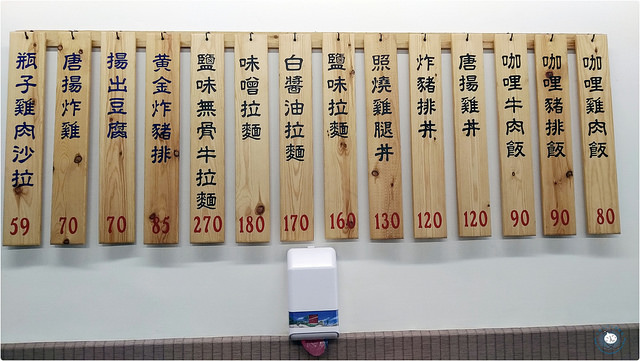 咖哩雞肉飯
80
咖哩豬排飯
90
咖哩牛肉飯
90
唐揚雞丼
120
炸豬排丼
120
照燒雞腿丼
130
鹽味拉麵
160
白醬油拉麵
170
味噌拉麵
180
鹽味無骨牛拉麵
270
黃金炸豬排
85
揚出豆腐
70
唐揚炸雞
70
瓶子雞肉沙拉
59